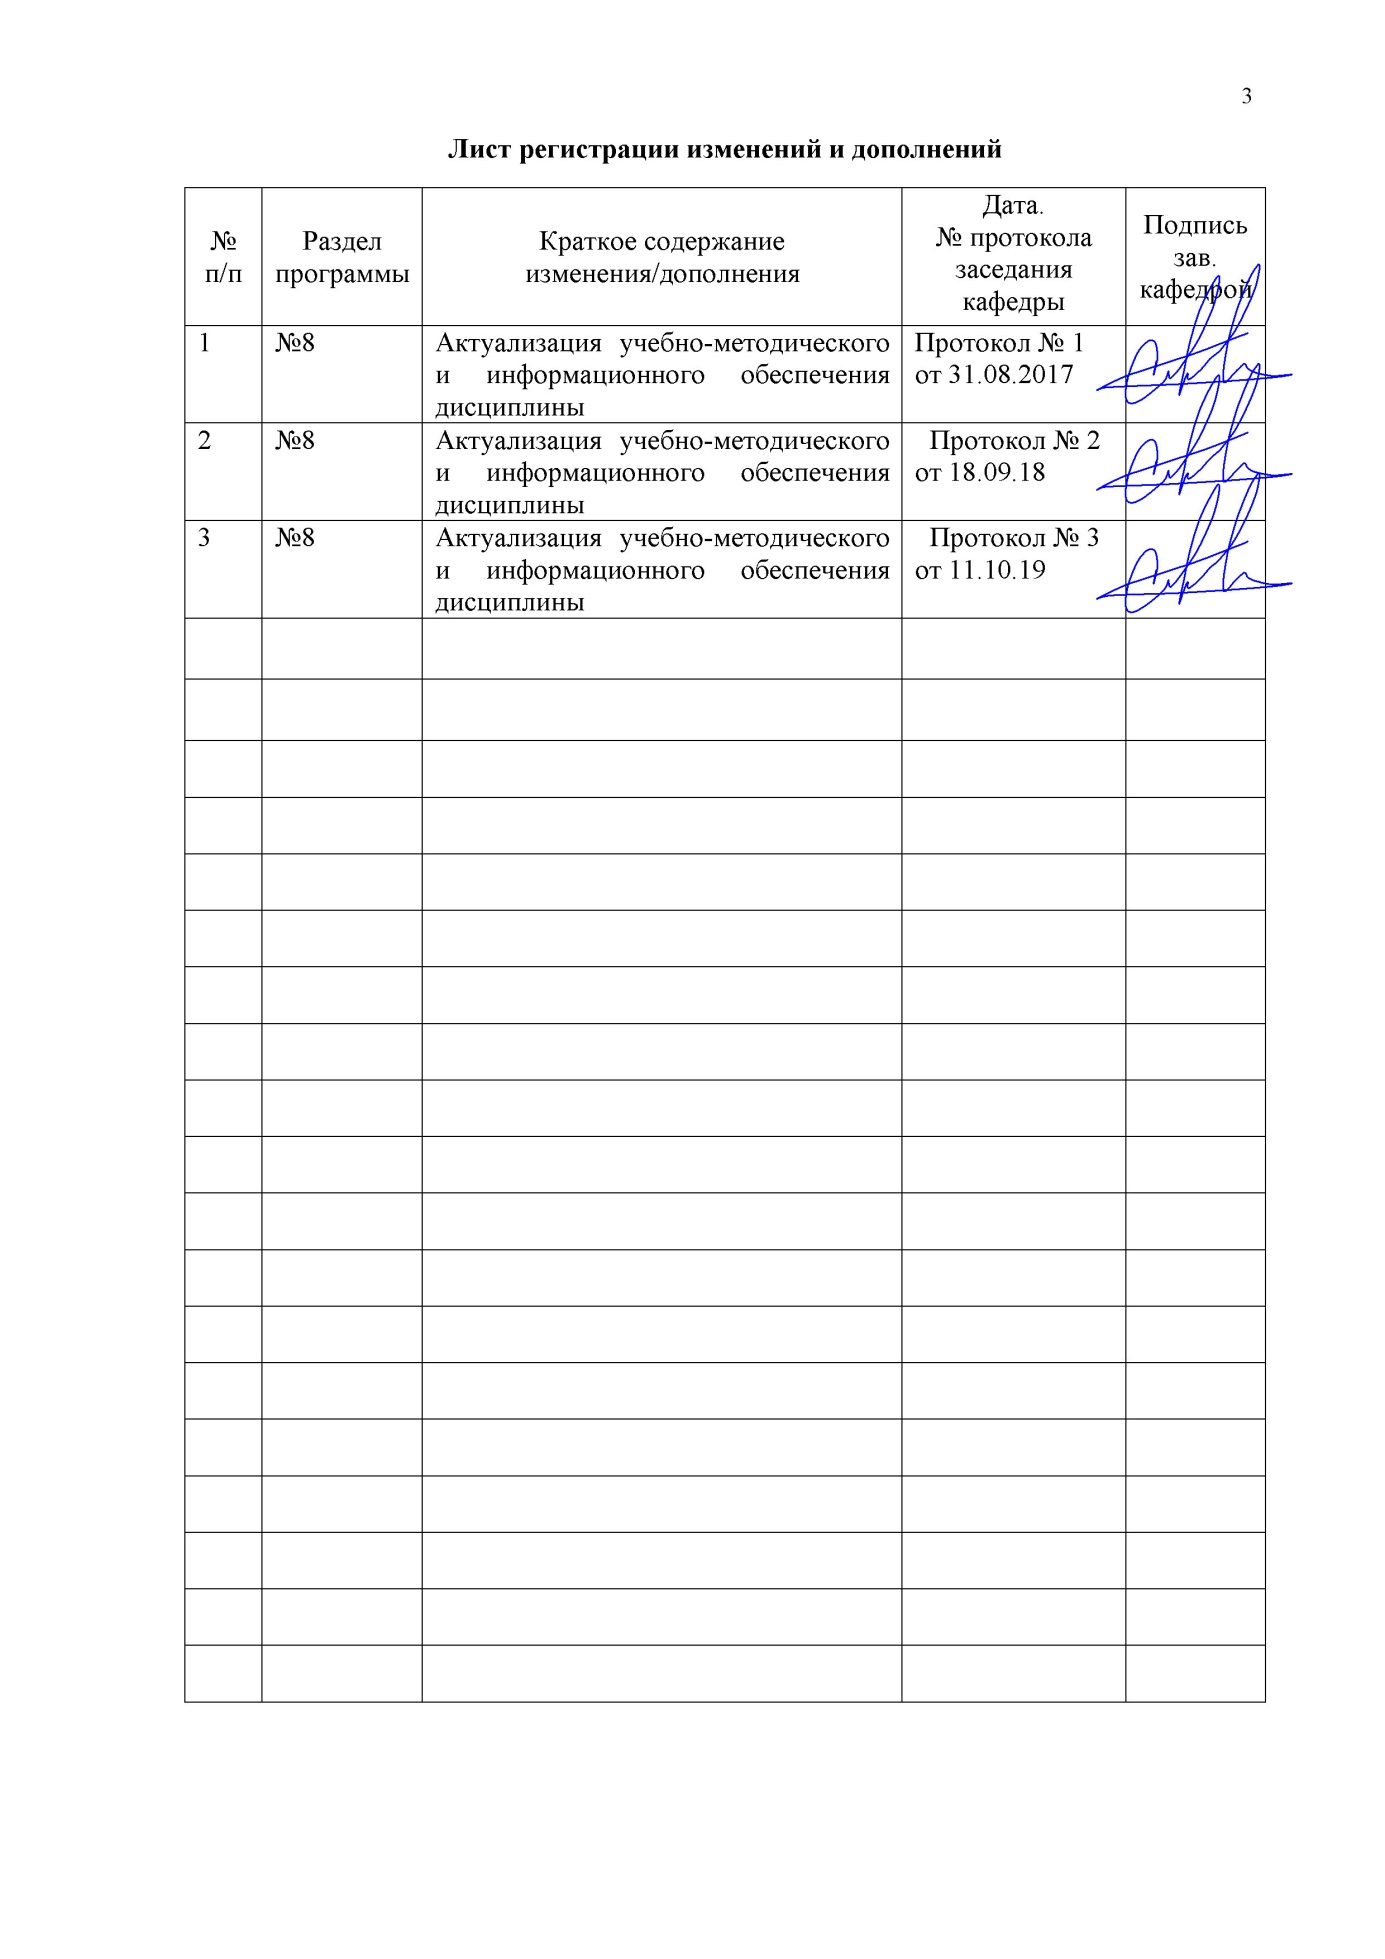 3
Лист регистрации изменений и дополнений
№
п/п
Раздел
программы
Краткое содержание
изменения/дополнения
Дата.
№ протокола
заседания
кафедры
Подпись
зав.
кафедрой
1
№8
Актуализация учебно-методического
и информационного обеспечения
дисциплины
Протокол № 1
от 31.08.2017
2
№8
Актуализация учебно-методического
и информационного обеспечения
дисциплины
Протокол № 2
от 18.09.18
3
№8
Актуализация учебно-методического
и информационного обеспечения
дисциплины
Протокол № 3
от 11.10.19